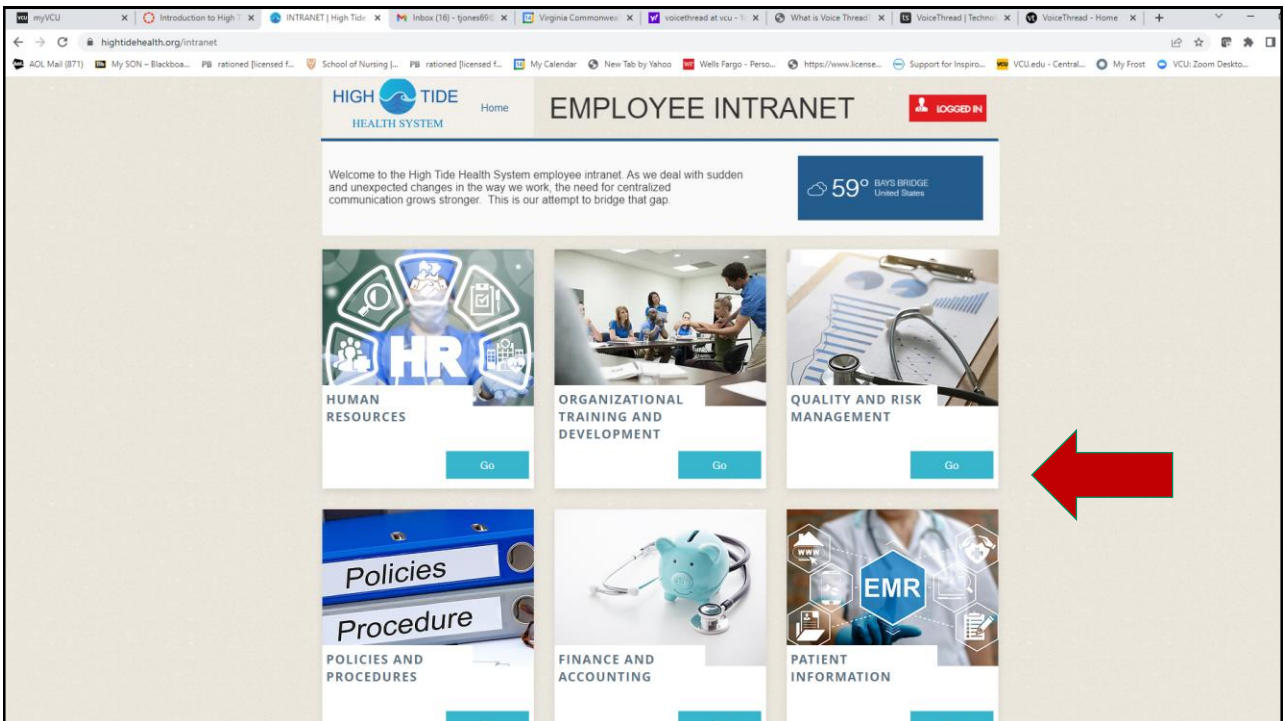 myVCU
Introduction to High T
INTRANET | High Tide
Inbox (16) - tjones69@
Virginia Commonwea
voicethread at vcu -
What is Voice Thread?
VoiceThread | Technol
VoiceThread - Home
hightidehealth.org/intranet
AOL Mail (871) My SON – Blackboa... PB rationed [licensed f... School of Nursing |... PB rationed [licensed f... My Calendar New Tab by Yahoo Wells Fargo - Perso... https://www.license... Support for Inspiro... VCU.edu - Central... My Frost VCU: Zoom Deskto...
HIGH TIDE
HEALTH SYSTEM
Home
EMPLOYEE INTRANET
LOGGED IN
Welcome to the High Tide Health System employee intranet. As we deal with sudden
and unexpected changes in the way we work, the need for centralized
communication grows stronger. This is our attempt to bridge that gap.
59° BAYS BRIDGE
United States
HR
HUMAN
RESOURCES
Go
ORGANIZATIONAL
TRAINING AND
DEVELOPMENT
Go
QUALITY AND RISK
MANAGEMENT
Go
Policies
Procedure
POLICIES AND
PROCEDURES
FINANCE AND
ACCOUNTING
WWW
EMR
PATIENT
INFORMATION